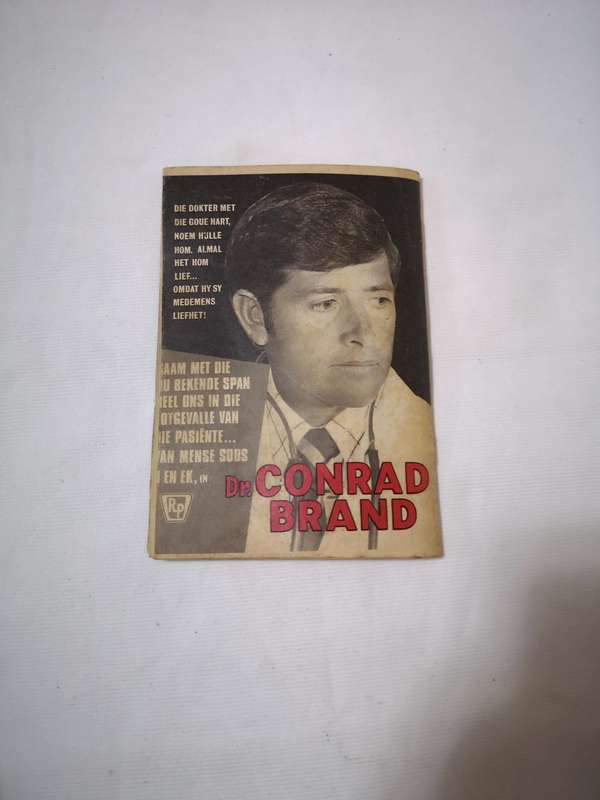 DIE DOKTER MET
DIE GOUE HART,
NOEM HULLE
HOM. ALMAL
HET HOM
LIEF...
OMDAT HY SY
MEDEMENS
LIEFHET!
SAAM MET DIE
U BEKENDE SPAN
DEEL ONS IN DIE
LOTGEVALLE VAN
DIE PASIËNTE...
VAN MENSE SOOS
EN EK, IN
Rp
Dr. CONRAD
BRAND